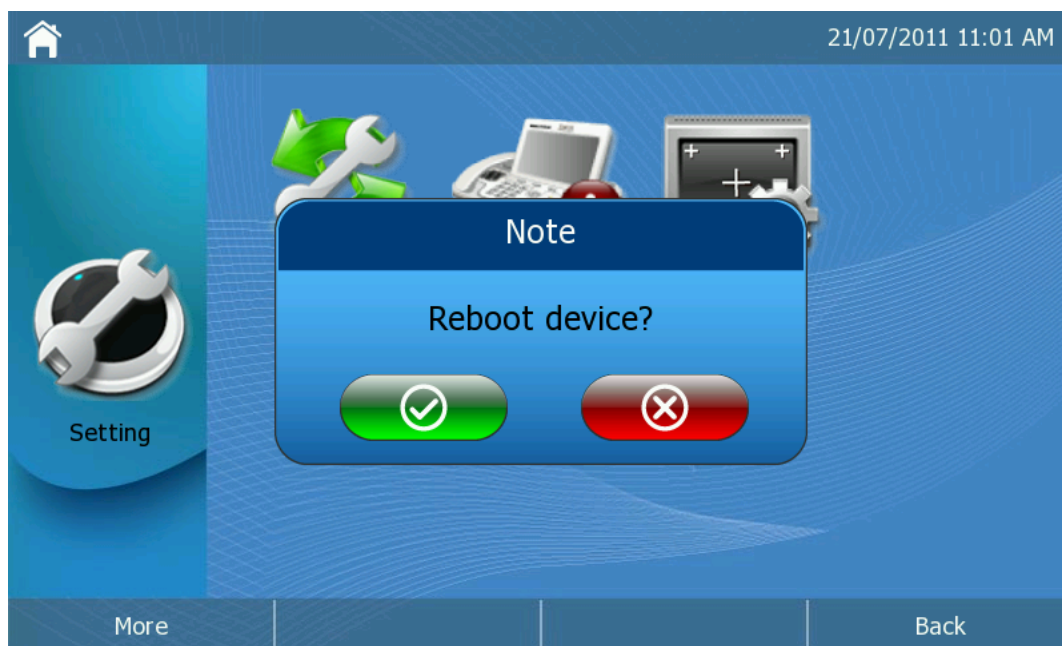 21/07/2011 11:01 AM
Note
Reboot device?
Setting
More
Back